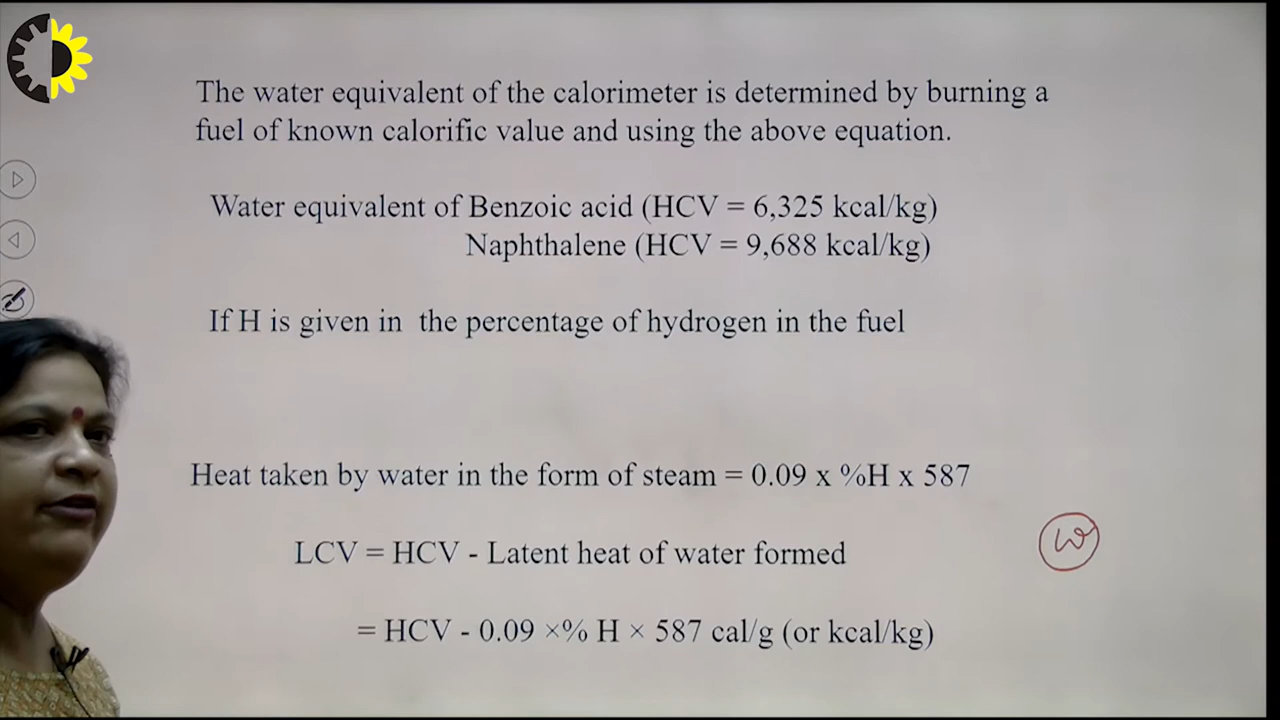 The water equivalent of the calorimeter is determined by burning a
fuel of known calorific value and using the above equation.
Water equivalent of Benzoic acid (HCV = 6,325 kcal/kg)
Naphthalene (HCV = 9,688 kcal/kg)
If H is given in the percentage of hydrogen in the fuel
Heat taken by water in the form of steam = 0.09 x %H x 587
LCV = HCV - Latent heat of water formed
w
= HCV - 0.09 ×% H × 587 cal/g (or kcal/kg)